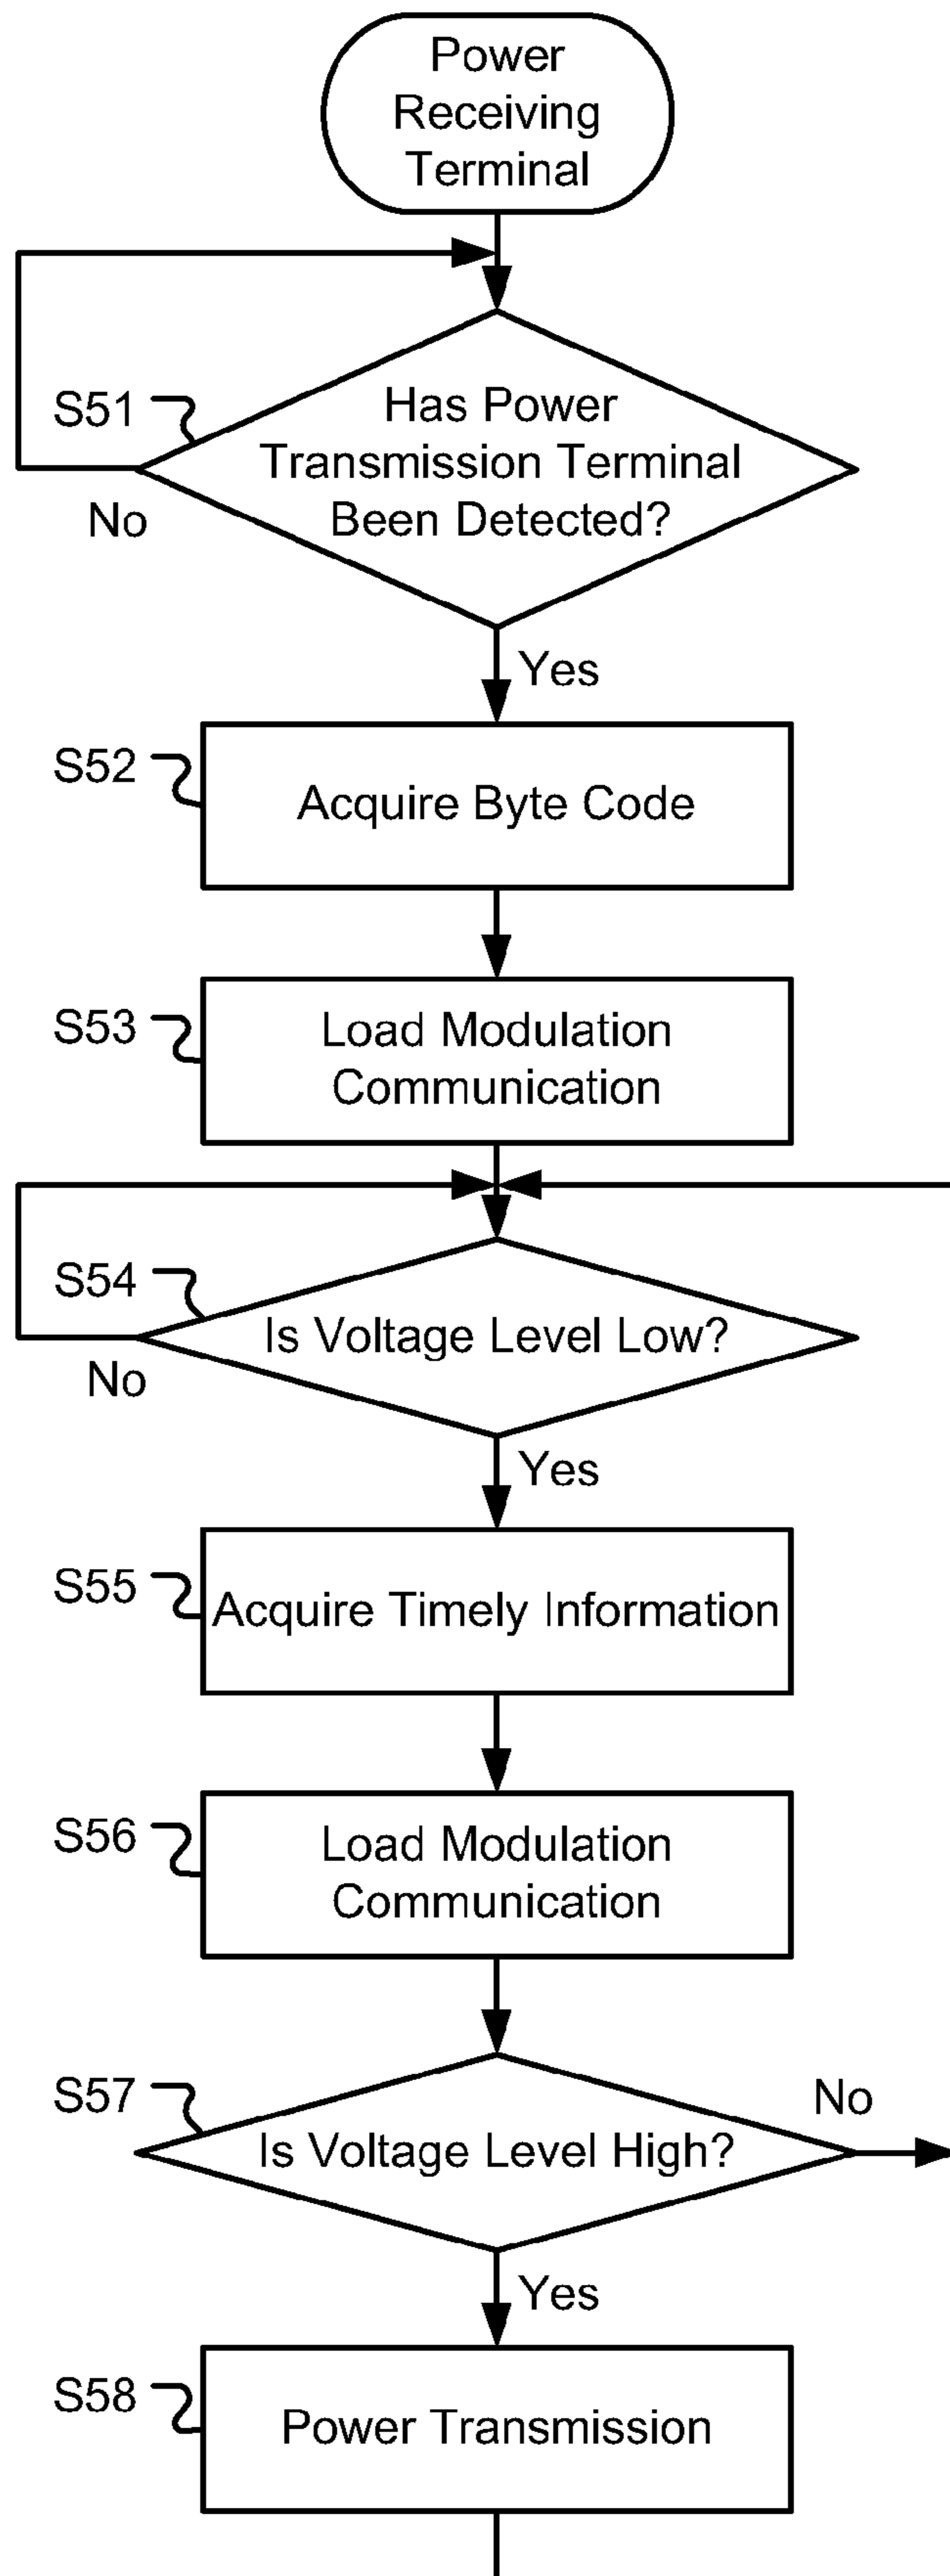 Power
Receiving
Terminal
S51
Has Power
Transmission Terminal
Been Detected?
No
Yes
S52
Acquire Byte Code
S53
Load Modulation
Communication
S54
Is Voltage Level Low?
No
Yes
S55
Acquire Timely Information
S56
Load Modulation
Communication
S57
Is Voltage Level High?
No
Yes
S58
Power Transmission